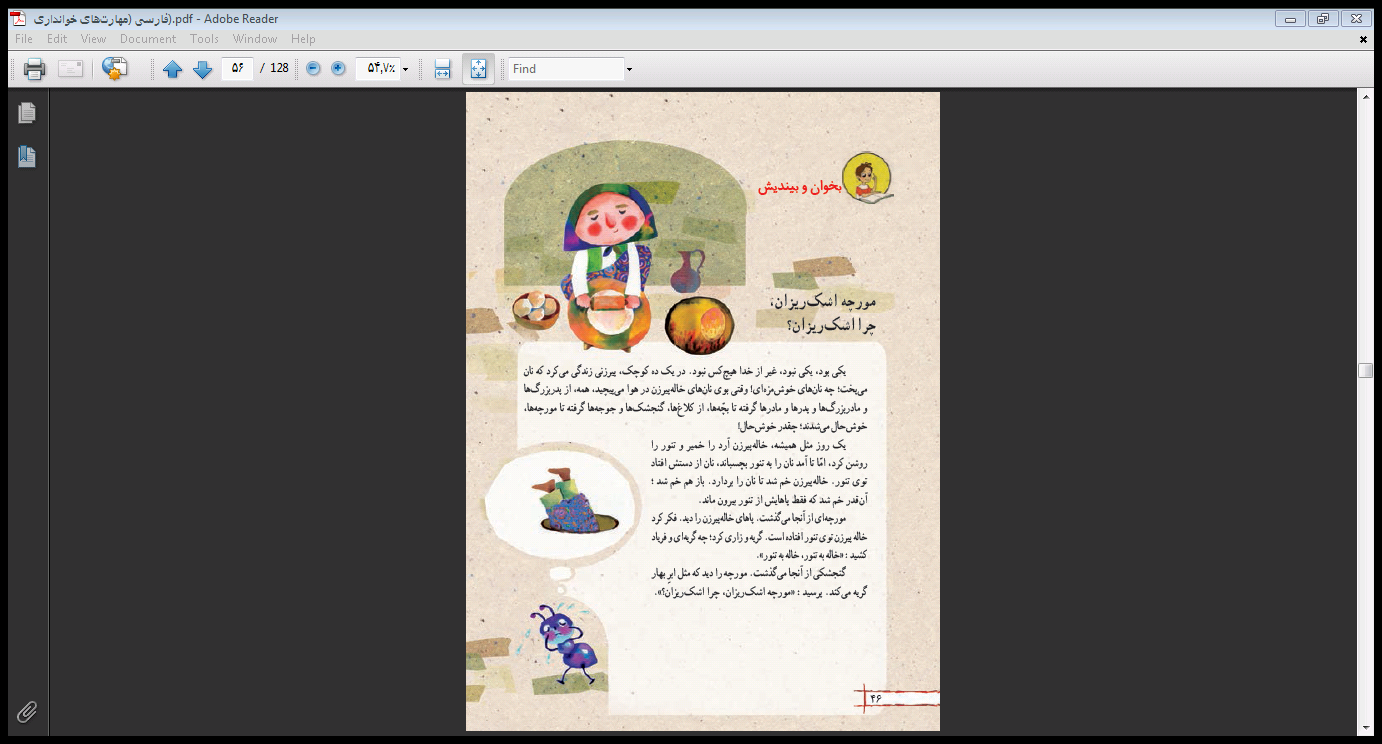 فارسی (مهارت‌های خوانداری).pdf - Adobe Reader
File Edit View Document Tools Window Help
۵۶ / 128 ۵۴٫۷% Find
بخوان و بیندیش
مورچه اشک‌ریزان،
چرا اشک‌ریزان؟
یکی بود، یکی نبود، غیر از خدا هیچ‌کس نبود. در یک ده کوچک، پیرزنی زندگی می‌کرد که نان
می‌پخت؛ چه نان‌های خوش‌مزه‌ای! وقتی بوی نان‌های خاله‌پیرزن در هوا می‌پیچید، همه، از پدربزرگ‌ها
و مادربزرگ‌ها و پدرها و مادرها گرفته تا بچّه‌ها، از کلاغ‌ها، گنجشک‌ها و جوجه‌ها گرفته تا مورچه‌ها،
خوش‌حال می‌شدند؛ چقدر خوش‌حال!
یک روز مثل همیشه، خاله‌پیرزن آرد را خمیر و تنور را
روشن کرد، امّا تا آمد نان را به تنور بچسباند، نان از دستش افتاد
توی تنور. خاله‌پیرزن خم شد تا نان را بردارد. باز هم خم شد ؛
آن‌قدر خم شد که فقط پاهایش از تنور بیرون ماند.
مورچه‌ای از آنجا می‌گذشت. پاهای خاله‌پیرزن را دید. فکر کرد
خاله پیرزن توی تنور افتاده است. گریه و زاری کرد؛ چه گریه‌ای و فریاد
کشید : «خاله به تنور، خاله به تنور».
گنجشکی از آنجا می‌گذشت. مورچه را دید که مثل ابرِ بهار
گریه می‌کند. پرسید : «مورچه اشک‌ریزان، چرا اشک‌ریزان؟».
۴۶